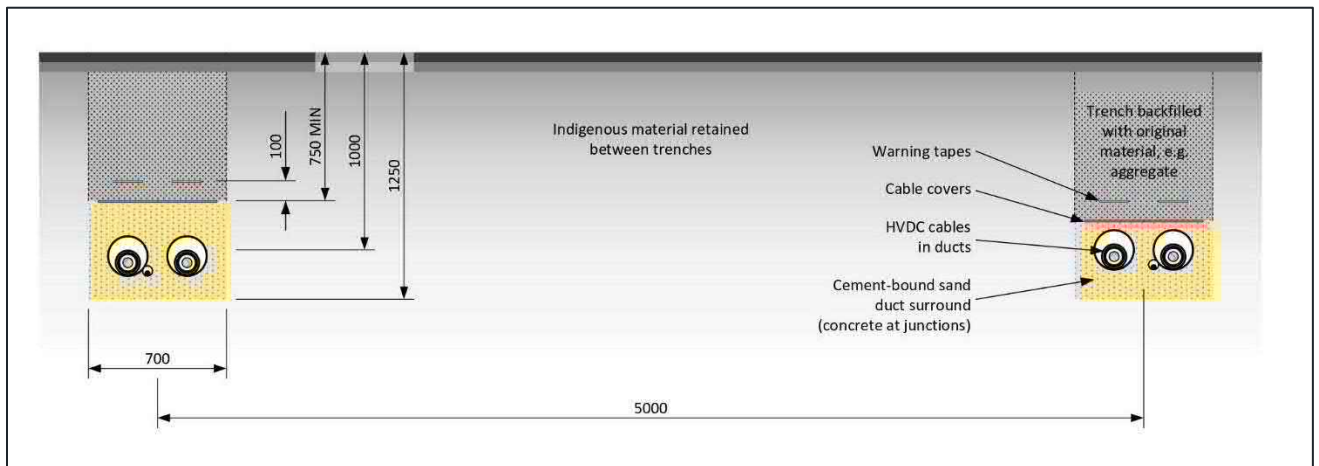 100
750 MIN
1000
1250
Indigenous material retained
between trenches
Trench backfilled
with original
material, e.g.
aggregate
Warning tapes
Cable covers
HVDC cables
in ducts
Cement-bound sand
duct surround
(concrete at junctions)
700
5000